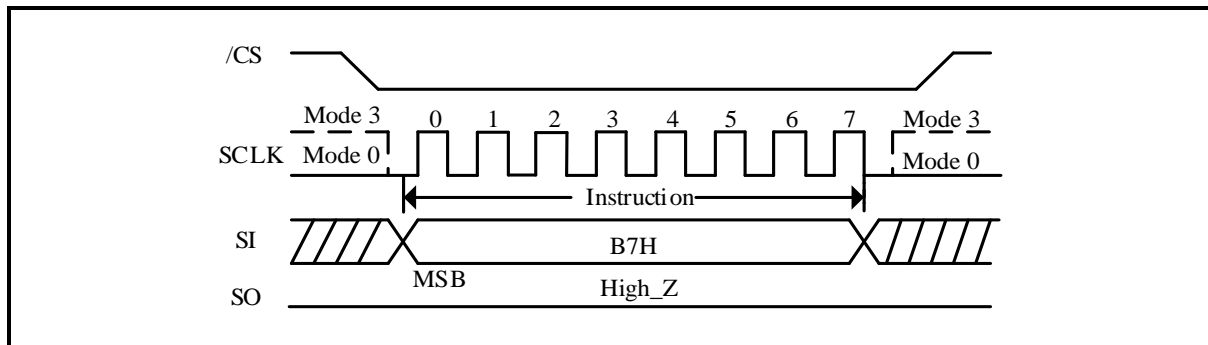 /CS
Mode 3 0 1 2 3 4 5 6 7 Mode 3
SCLK Mode 0 Mode 0
Instruction
SI B7H
MSB
SO High_Z